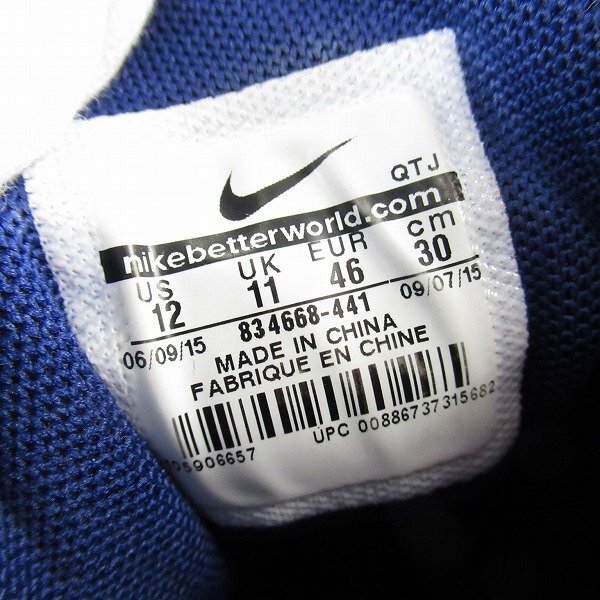 QTJ
nikebetterworld.com
US UK EUR cm
12 11 46 30
06/09/15 834668-441 09/07/15
MADE IN CHINA
FABRIQUE EN CHINE
UPC 00886737315682
05906657